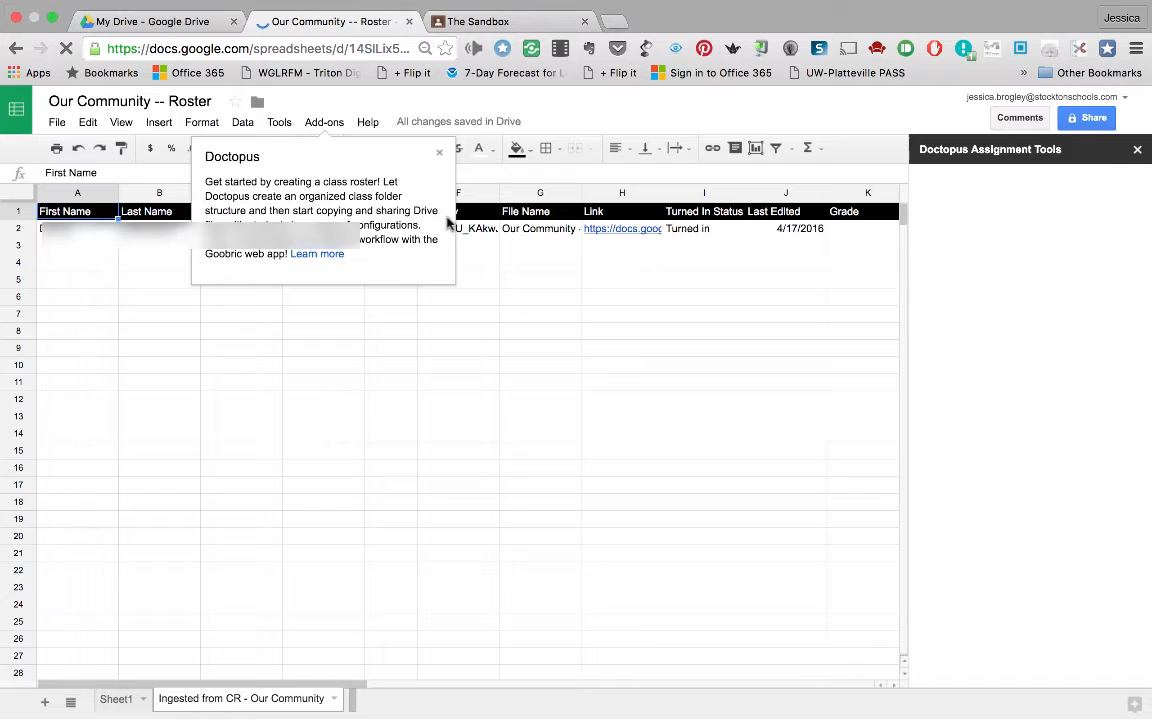 My Drive - Google Drive
Our Community -- Roster
The Sandbox
Jessica
https://docs.google.com/spreadsheets/d/14SlLix5...
Apps
Bookmarks
Office 365
WGLRFM - Triton Dig
+ Flip it
7-Day Forecast for L
+ Flip it
Sign in to Office 365
UW-Platteville PASS
»
Other Bookmarks
Our Community -- Roster
jessica.brogley@stocktonschools.com
File Edit View Insert Format Data Tools Add-ons Help All changes saved in Drive
Comments
Share
$ %
Doctopus Assignment Tools
fx First Name
Doctopus
Get started by creating a class roster! Let
Doctopus create an organized class folder
structure and then start copying and sharing Drive
configurations.
workflow with the
Goobric web app! Learn more
A B F G H I J K
1 First Name Last Name File Name Link Turned In Status Last Edited Grade
2 U_KAkw. Our Community - https://docs.goog Turned in 4/17/2016
3
4
5
6
7
8
9
10
11
12
13
14
15
16
17
18
19
20
21
22
23
24
25
26
27
28
Sheet1
Ingested from CR - Our Community